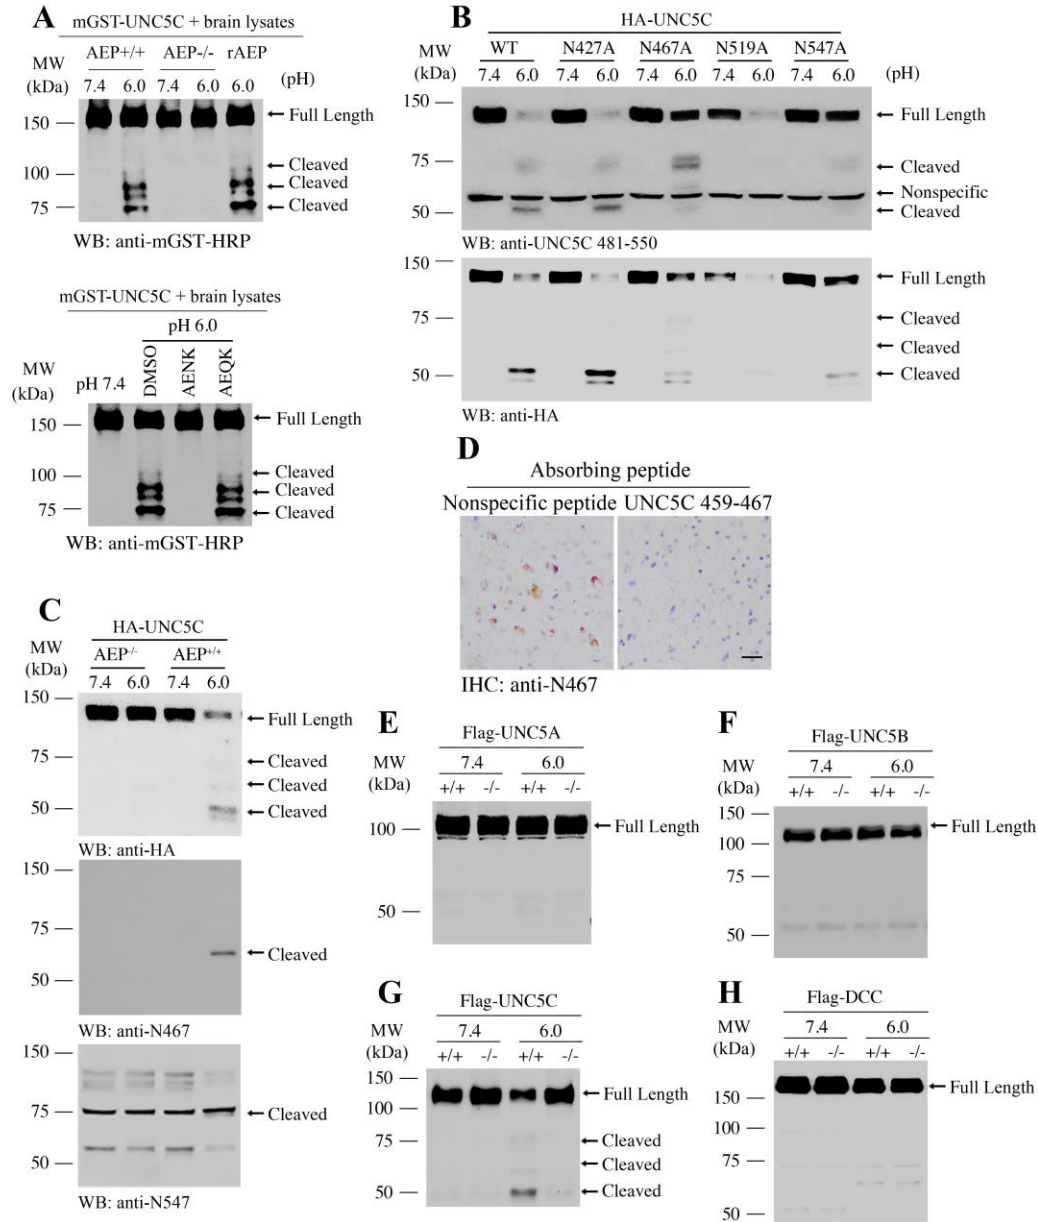 A
mGST-UNC5C + brain lysates
AEP+/+ AEP-/- rAEP
MW
(kDa)
7.4 6.0 7.4 6.0 6.0 (pH)
150
Full Length
100
Cleaved
Cleaved
75
Cleaved
WB: anti-mGST-HRP
mGST-UNC5C + brain lysates
pH 6.0
MW
(kDa)
pH 7.4 DMSO AENK AEQK
150
Full Length
100
Cleaved
Cleaved
75
Cleaved
WB: anti-mGST-HRP
B
HA-UNC5C
MW
(kDa)
WT N427A N467A N519A N547A
7.4 6.0 7.4 6.0 7.4 6.0 7.4 6.0 7.4 6.0 (pH)
150
Full Length
75
Cleaved
Nonspecific
50
Cleaved
WB: anti-UNC5C 481-550
150
Full Length
75
Cleaved
Cleaved
50
Cleaved
WB: anti-HA
C
HA-UNC5C
MW
(kDa)
AEP-/- AEP+/+
7.4 6.0 7.4 6.0
150
Full Length
75
Cleaved
Cleaved
50
Cleaved
WB: anti-HA
150
75
Cleaved
50
WB: anti-N467
150
75
Cleaved
50
WB: anti-N547
D
Absorbing peptide
Nonspecific peptide UNC5C 459-467
IHC: anti-N467
E
Flag-UNC5A
MW
(kDa)
7.4 6.0
+/+ -/- +/+ -/-
100
Full Length
50
F
Flag-UNC5B
MW
(kDa)
7.4 6.0
+/+ -/- +/+ -/-
150
Full Length
100
75
50
G
Flag-UNC5C
MW
(kDa)
7.4 6.0
+/+ -/- +/+ -/-
150
Full Length
100
75
Cleaved
Cleaved
50
Cleaved
H
Flag-DCC
MW
(kDa)
7.4 6.0
+/+ -/- +/+ -/-
150
Full Length
100
75
50